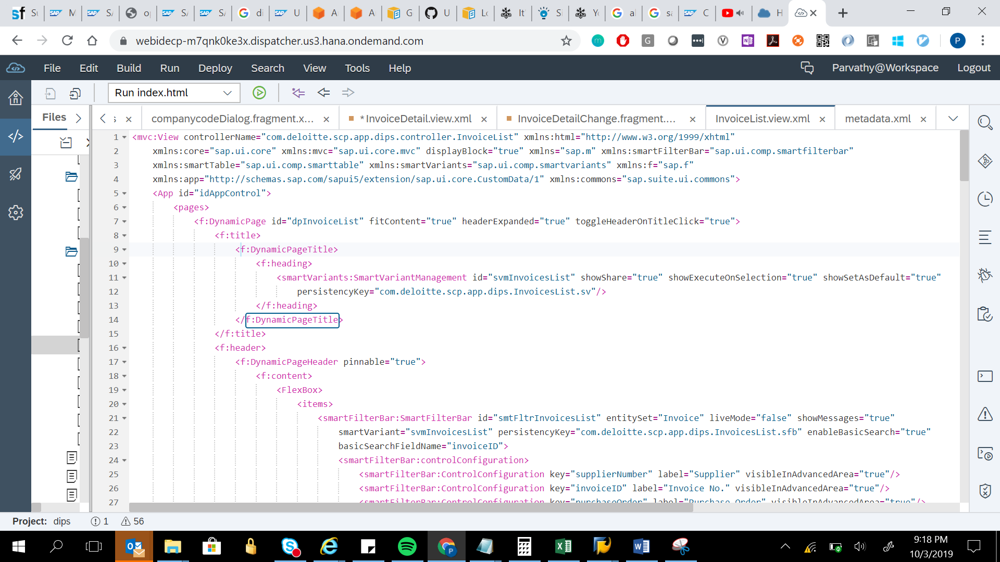 Su
M
SA
op
SA
SA
di
U
A
A
G
U
Lo
It'
Si
Yo
al
sa
C
H
webidecp-m7qnk0ke3x.dispatcher.us3.hana.ondemand.com
P
File Edit Build Run Deploy Search View Tools Help
Parvathy@Workspace Logout
Run index.html
Files
s
companycodeDialog.fragment.x...
*InvoiceDetail.view.xml
InvoiceDetailChange.fragment....
InvoiceList.view.xml
metadata.xml
1 <mvc:View controllerName="com.deloitte.scp.app.dips.controller.InvoiceList" xmlns:html="http://www.w3.org/1999/xhtml"
2 xmlns:core="sap.ui.core" xmlns:mvc="sap.ui.core.mvc" displayBlock="true" xmlns="sap.m" xmlns:smartFilterBar="sap.ui.comp.smartfilterbar"
3 xmlns:smartTable="sap.ui.comp.smarttable" xmlns:smartVariants="sap.ui.comp.smartvariants" xmlns:f="sap.f"
4 xmlns:app="http://schemas.sap.com/sapui5/extension/sap.ui.core.CustomData/1" xmlns:commons="sap.suite.ui.commons">
5 <App id="idAppControl">
6 <pages>
7 <f:DynamicPage id="dpInvoiceList" fitContent="true" headerExpanded="true" toggleHeaderOnTitleClick="true">
8 <f:title>
9 <f:DynamicPageTitle>
10 <f:heading>
11 <smartVariants:SmartVariantManagement id="svmInvoicesList" showShare="true" showExecuteOnSelection="true" showSetAsDefault="true"
12 persistencyKey="com.deloitte.scp.app.dips.InvoicesList.sv"/>
13 </f:heading>
14 </f:DynamicPageTitle>
15 </f:title>
16 <f:header>
17 <f:DynamicPageHeader pinnable="true">
18 <f:content>
19 <FlexBox>
20 <items>
21 <smartFilterBar:SmartFilterBar id="smtFltrInvoicesList" entitySet="Invoice" liveMode="false" showMessages="true"
22 smartVariant="svmInvoicesList" persistencyKey="com.deloitte.scp.app.dips.InvoicesList.sfb" enableBasicSearch="true"
23 basicSearchFieldName="invoiceID">
24 <smartFilterBar:controlConfiguration>
25 <smartFilterBar:ControlConfiguration key="supplierNumber" label="Supplier" visibleInAdvancedArea="true"/>
26 <smartFilterBar:ControlConfiguration key="invoiceID" label="Invoice No." visibleInAdvancedArea="true"/>
27 <smartFilterBar:ControlConfiguration key="purchaseOrder" label="Purchase Order" visibleInAdvancedArea="true"/>
Project: dips 1 56
9:18 PM
10/3/2019